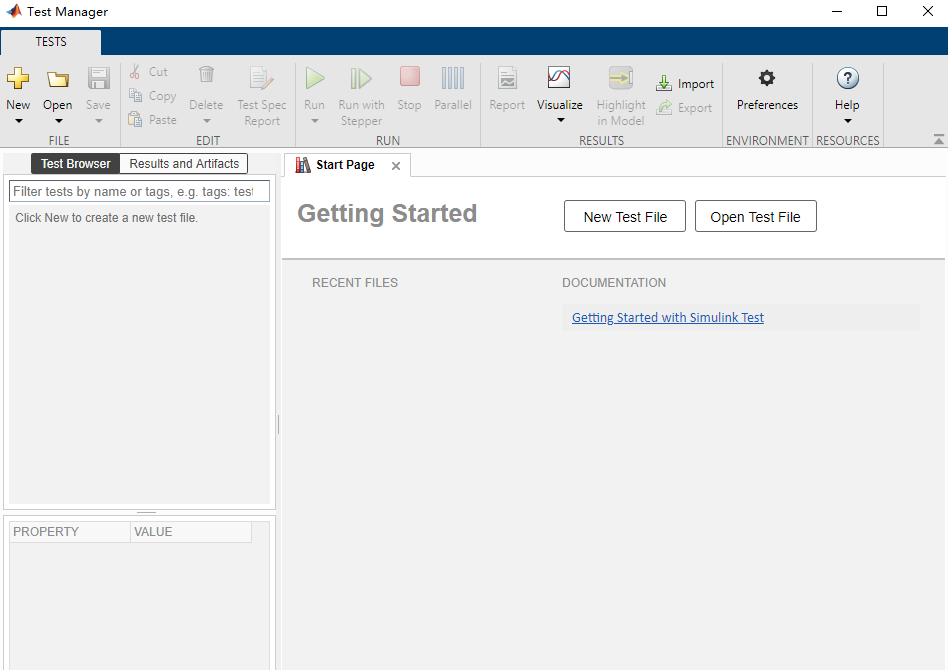 Test Manager
TESTS
New
Open
Save
FILE
Cut
Copy
Paste
Delete
Test Spec
Report
EDIT
Run
Run with
Stepper
Stop
Parallel
RUN
Report
Visualize
Highlight
in Model
Import
Export
RESULTS
Preferences
ENVIRONMENT
Help
RESOURCES
Test Browser
Results and Artifacts
Filter tests by name or tags, e.g. tags: test
Click New to create a new test file.
PROPERTY VALUE
Start Page
Getting Started
New Test File
Open Test File
RECENT FILES
DOCUMENTATION
Getting Started with Simulink Test